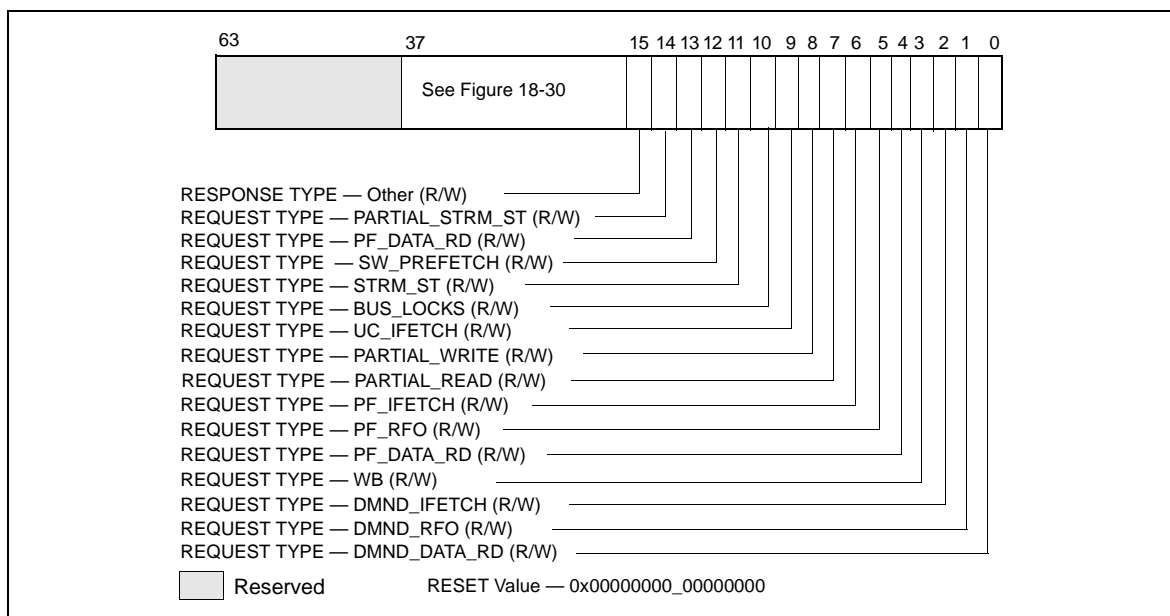 63 37 15 14 13 12 11 10 9 8 7 6 5 4 3 2 1 0
See Figure 18-30
RESPONSE TYPE — Other (R/W)
REQUEST TYPE — PARTIAL_STRM_ST (R/W)
REQUEST TYPE — PF_DATA_RD (R/W)
REQUEST TYPE — SW_PREFETCH (R/W)
REQUEST TYPE — STRM_ST (R/W)
REQUEST TYPE — BUS_LOCKS (R/W)
REQUEST TYPE — UC_IFETCH (R/W)
REQUEST TYPE — PARTIAL_WRITE (R/W)
REQUEST TYPE — PARTIAL_READ (R/W)
REQUEST TYPE — PF_IFETCH (R/W)
REQUEST TYPE — PF_RFO (R/W)
REQUEST TYPE — PF_DATA_RD (R/W)
REQUEST TYPE — WB (R/W)
REQUEST TYPE — DMND_IFETCH (R/W)
REQUEST TYPE — DMND_RFO (R/W)
REQUEST TYPE — DMND_DATA_RD (R/W)
Reserved RESET Value — 0x00000000_00000000